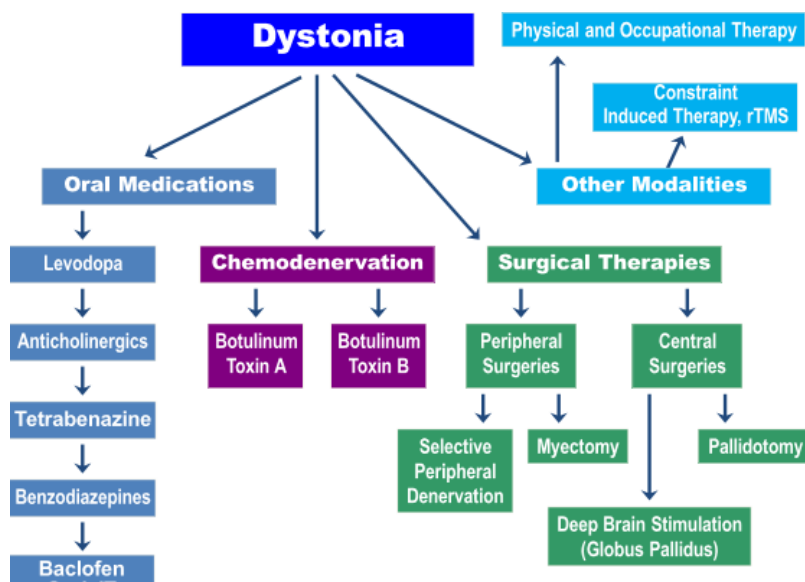 Dystonia
Physical and Occupational Therapy
Constraint
Induced Therapy, rTMS
Oral Medications
Other Modalities
Levodopa
Chemodenervation
Surgical Therapies
Anticholinergics
Botulinum
Toxin A
Botulinum
Toxin B
Peripheral
Surgeries
Central
Surgeries
Tetrabenazine
Selective
Peripheral
Denervation
Myectomy
Pallidotomy
Benzodiazepines
Deep Brain Stimulation
(Globus Pallidus)
Baclofen